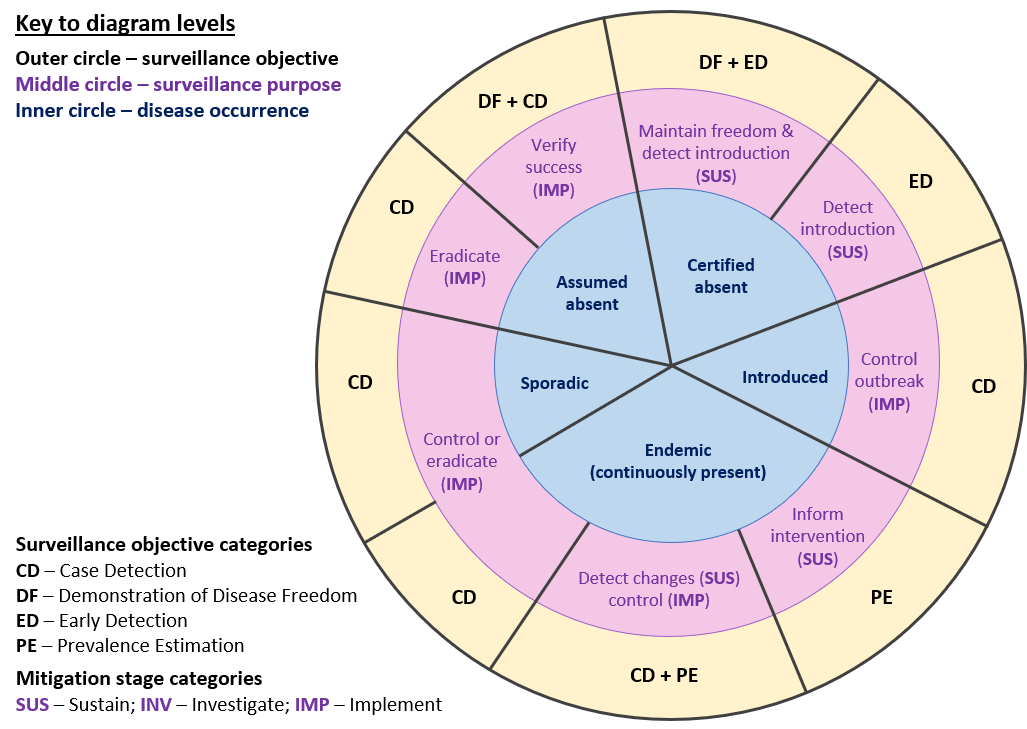 Key to diagram levels
Outer circle – surveillance objective
Middle circle – surveillance purpose
Inner circle – disease occurrence
DF + ED
DF + CD
ED
CD
CD
CD
CD
PE
CD + PE
Maintain freedom &
detect introduction
(SUS)
Verify
success
(IMP)
Detect
introduction
(SUS)
Eradicate
(IMP)
Control
outbreak
(IMP)
Control or
eradicate
(IMP)
Inform
intervention
(SUS)
Detect changes (SUS)
control (IMP)
Certified
absent
Assumed
absent
Introduced
Sporadic
Endemic
(continuously present)
Surveillance objective categories
CD – Case Detection
DF – Demonstration of Disease Freedom
ED – Early Detection
PE – Prevalence Estimation
Mitigation stage categories
SUS – Sustain; INV – Investigate; IMP – Implement